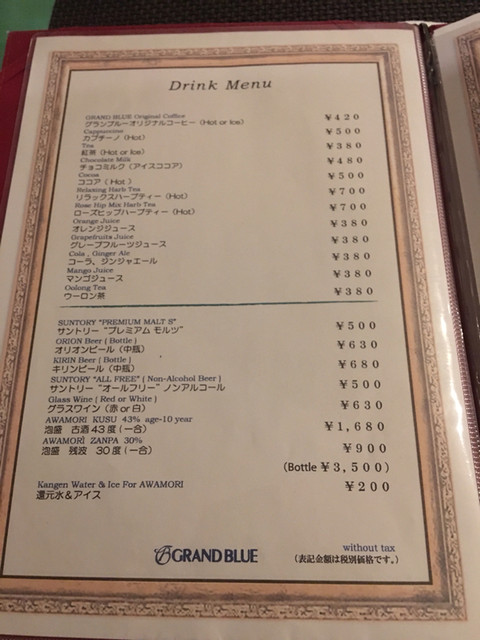 Drink Menu
GRAND BLUE Original Coffee
グランブルーオリジナルコーヒー (Hot or Ice) ￥420
Cappuccino
カプチーノ (Hot) ￥500
Tea
紅茶 (Hot or Ice) ￥380
Chocolate Milk
チョコミルク (アイスココア) ￥480
Cocoa
ココア ( Hot ) ￥500
Relaxing Harb Tea
リラックスハーブティー (Hot) ￥700
Rose Hip Mix Harb Tea
ローズヒップハーブティー (Hot) ￥700
Orange Juice
オレンジジュース ￥380
Grapefruits Juice
グレープフルーツジュース ￥380
Cola , Ginger Ale
コーラ、ジンジャエール ￥380
Mango Juice
マンゴジュース ￥380
Oolong Tea
ウーロン茶 ￥380
SUNTORY "PREMIUM MALT S"
サントリー "プレミアム モルツ" ￥500
ORION Beer ( Bottle )
オリオンビール (中瓶) ￥630
KIRIN Beer ( Bottle )
キリンビール (中瓶) ￥680
SUNTORY "ALL FREE" ( Non-Alcohol Beer )
サントリー "オールフリー" ノンアルコール ￥500
Glass Wine ( Red or White )
グラスワイン (赤 or 白) ￥630
AWAMORI KUSU 43% age-10 year
泡盛 古酒 43 度 (一合) ￥1,680
AWAMORI ZANPA 30%
泡盛 残波 30 度 (一合) ￥900
(Bottle ￥3,500)
Kangen Water & Ice For AWAMORI
還元水＆アイス ￥200
GRAND BLUE
without tax
(表記金額は税別価格です。)